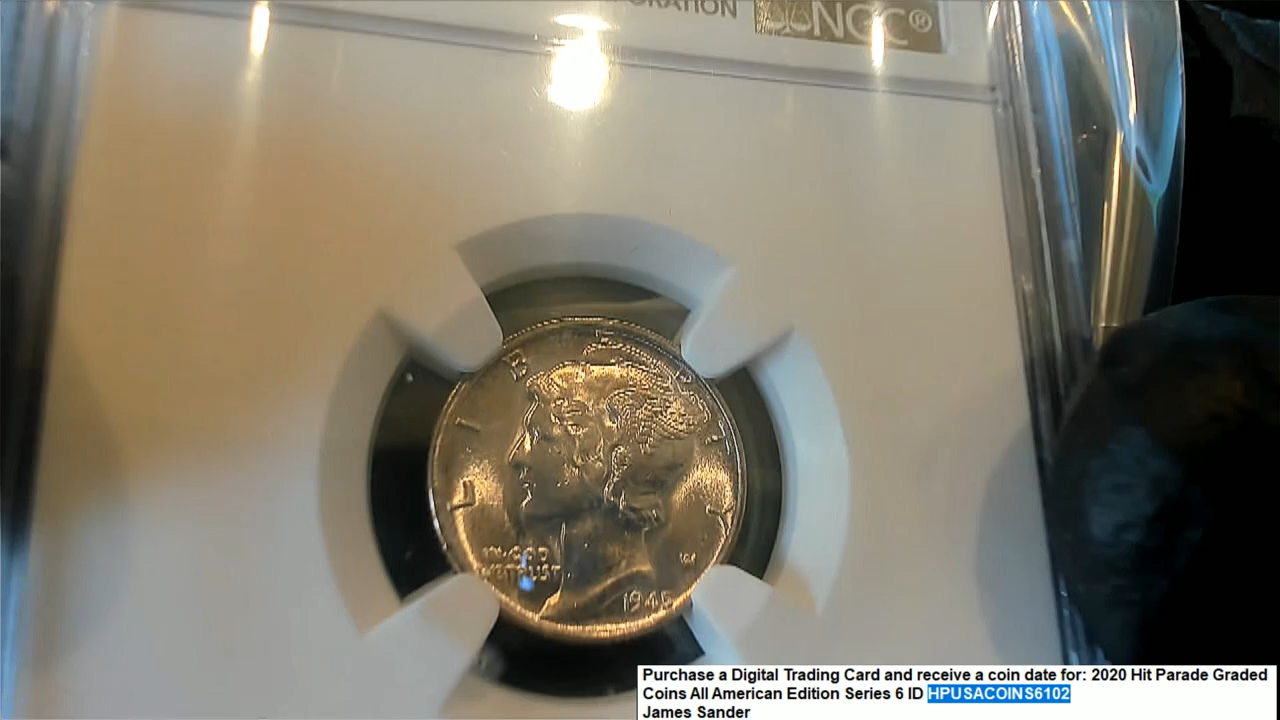 ORATION NGC®
L I B E R T Y
IN·GOD
WE TRUST
W
1945
Purchase a Digital Trading Card and receive a coin date for: 2020 Hit Parade Graded
Coins All American Edition Series 6 ID HPUSACOINS6102
James Sander